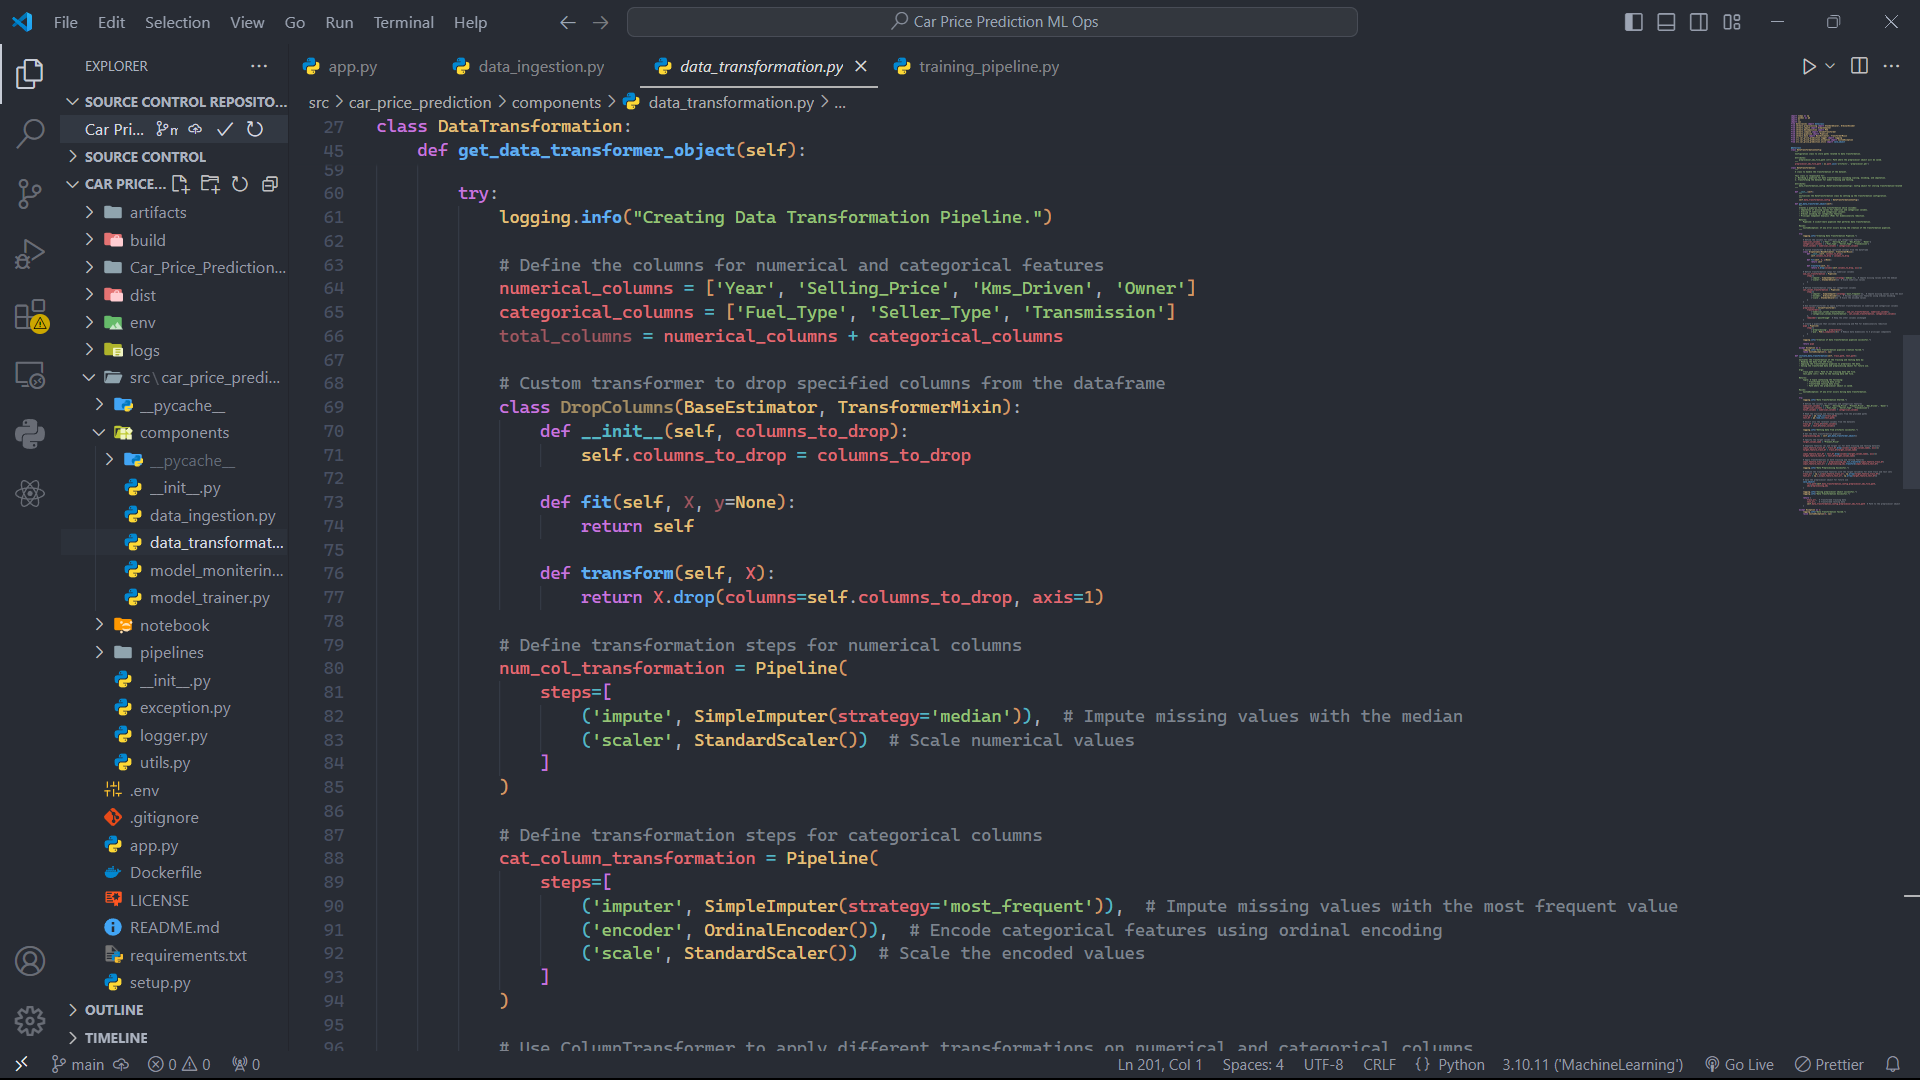 File Edit Selection View Go Run Terminal Help
Car Price Prediction ML Ops
EXPLORER
SOURCE CONTROL REPOSITO...
Car Pri...
SOURCE CONTROL
CAR PRICE...
artifacts
build
Car_Price_Prediction...
dist
env
logs
src\car_price_predi...
__pycache__
components
__pycache__
__init__.py
data_ingestion.py
data_transformat...
model_moniterin...
model_trainer.py
notebook
pipelines
__init__.py
exception.py
logger.py
utils.py
.env
.gitignore
app.py
Dockerfile
LICENSE
README.md
requirements.txt
setup.py
OUTLINE
TIMELINE
app.py data_ingestion.py data_transformation.py training_pipeline.py
src > car_price_prediction > components > data_transformation.py > ...
27 class DataTransformation:
45 def get_data_transformer_object(self):
59
60 try:
61 logging.info("Creating Data Transformation Pipeline.")
62
63 # Define the columns for numerical and categorical features
64 numerical_columns = ['Year', 'Selling_Price', 'Kms_Driven', 'Owner']
65 categorical_columns = ['Fuel_Type', 'Seller_Type', 'Transmission']
66 total_columns = numerical_columns + categorical_columns
67
68 # Custom transformer to drop specified columns from the dataframe
69 class DropColumns(BaseEstimator, TransformerMixin):
70 def __init__(self, columns_to_drop):
71 self.columns_to_drop = columns_to_drop
72
73 def fit(self, X, y=None):
74 return self
75
76 def transform(self, X):
77 return X.drop(columns=self.columns_to_drop, axis=1)
78
79 # Define transformation steps for numerical columns
80 num_col_transformation = Pipeline(
81 steps=[
82 ('impute', SimpleImputer(strategy='median')), # Impute missing values with the median
83 ('scaler', StandardScaler()) # Scale numerical values
84 ]
85 )
86
87 # Define transformation steps for categorical columns
88 cat_column_transformation = Pipeline(
89 steps=[
90 ('imputer', SimpleImputer(strategy='most_frequent')), # Impute missing values with the most frequent value
91 ('encoder', OrdinalEncoder()), # Encode categorical features using ordinal encoding
92 ('scale', StandardScaler()) # Scale the encoded values
93 ]
94 )
95
96 # Use ColumnTransformer to apply different transformations on numerical and categorical columns
main 0 0 0 Ln 201, Col 1 Spaces: 4 UTF-8 CRLF {} Python 3.10.11 ('MachineLearning') Go Live Prettier